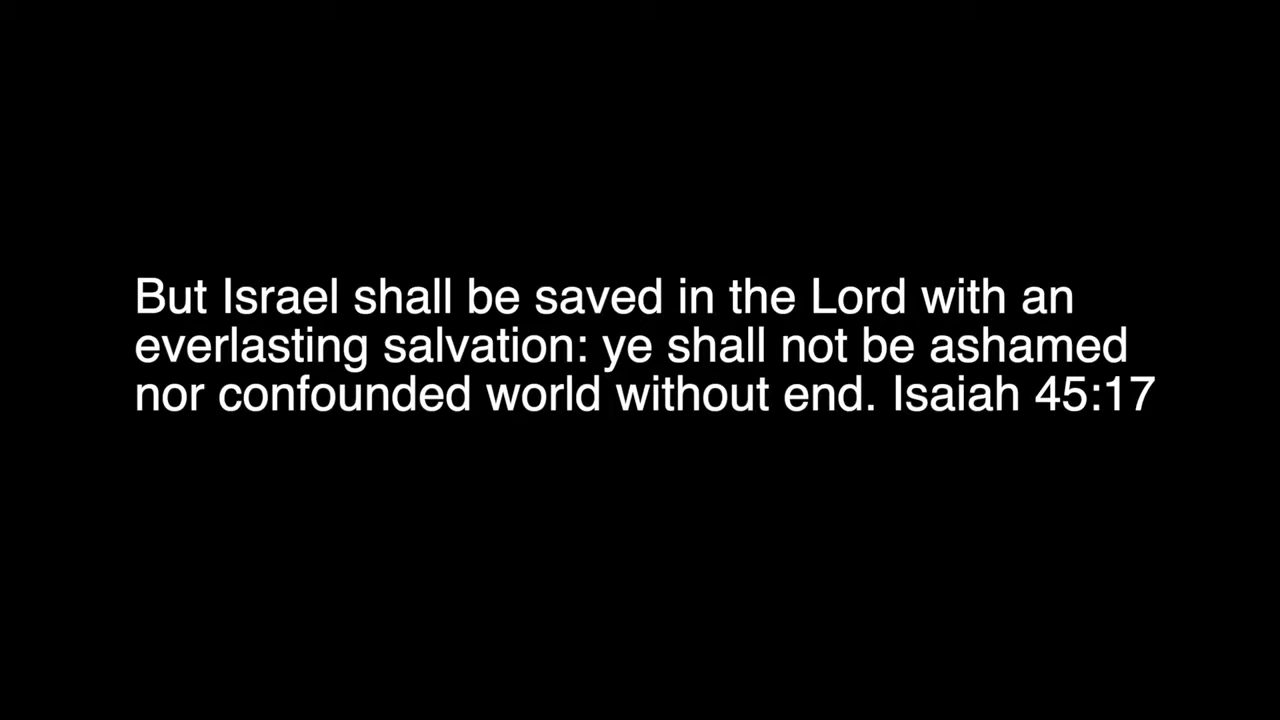 But Israel shall be saved in the Lord with an
everlasting salvation: ye shall not be ashamed
nor confounded world without end. Isaiah 45:17